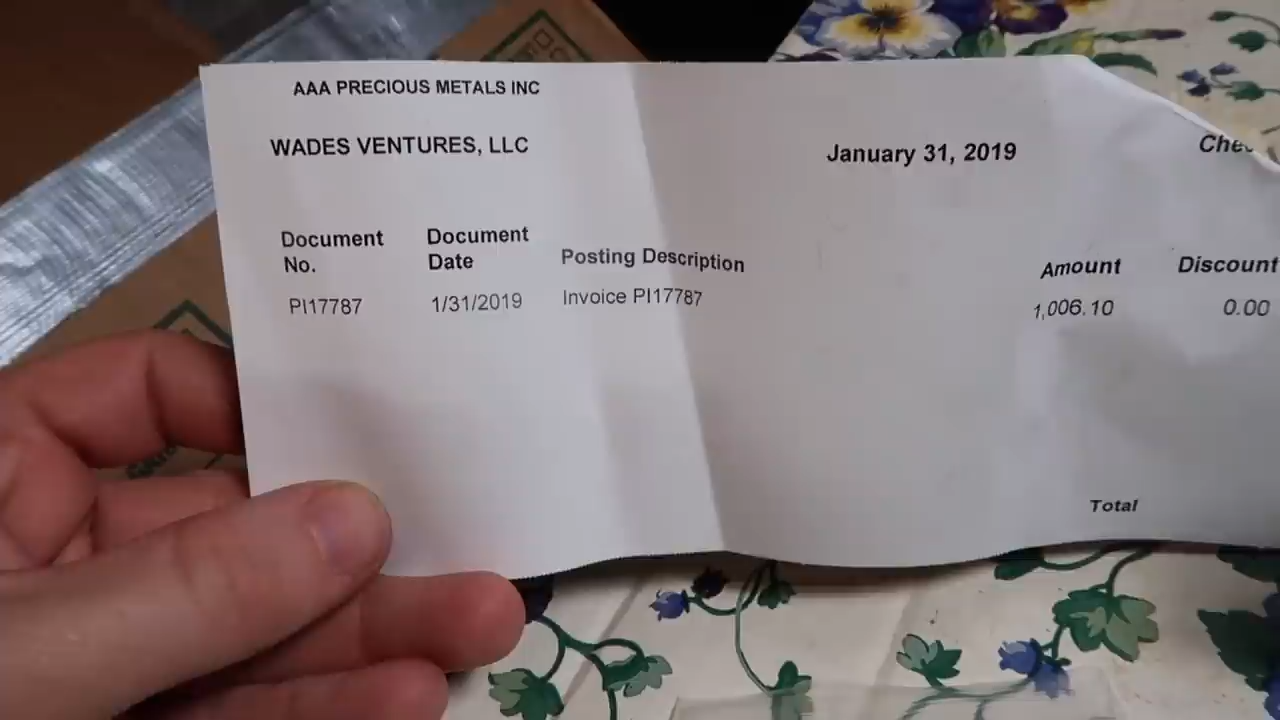 AAA PRECIOUS METALS INC
WADES VENTURES, LLC
January 31, 2019
Document No.
Document Date
Posting Description
Amount
Discount
PI17787
1/31/2019
Invoice PI17787
1,006.10
0.00
Total